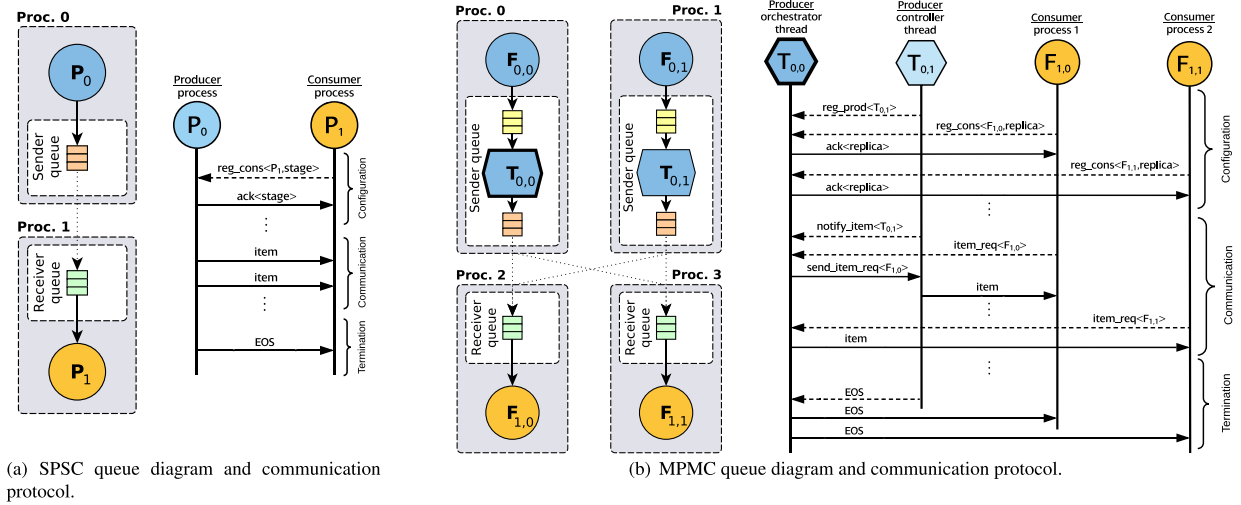 Proc. 0
P0
Sender
queue
Proc. 1
Receiver
queue
P1
Producer
process
Consumer
process
P0
P1
reg_cons<P1,stage>
ack<stage>
⋮
item
item
⋮
EOS
Configuration
Communication
Termination
(a) SPSC queue diagram and communication
protocol.
Proc. 0
Proc. 1
F0,0
F0,1
Sender queue
Sender queue
T0,0
T0,1
Proc. 2
Proc. 3
Receiver
queue
Receiver
queue
F1,0
F1,1
Producer
orchestrator
thread
Producer
controller
thread
Consumer
process 1
Consumer
process 2
T0,0
T0,1
F1,0
F1,1
reg_prod<T0,1>
reg_cons<F1,0,replica>
ack<replica>
reg_cons<F1,1,replica>
ack<replica>
⋮
notify_item<T0,1>
item_req<F1,0>
send_item_req<F1,0>
item
⋮
item_req<F1,1>
item
⋮
EOS
EOS
EOS
Configuration
Communication
Termination
(b) MPMC queue diagram and communication protocol.